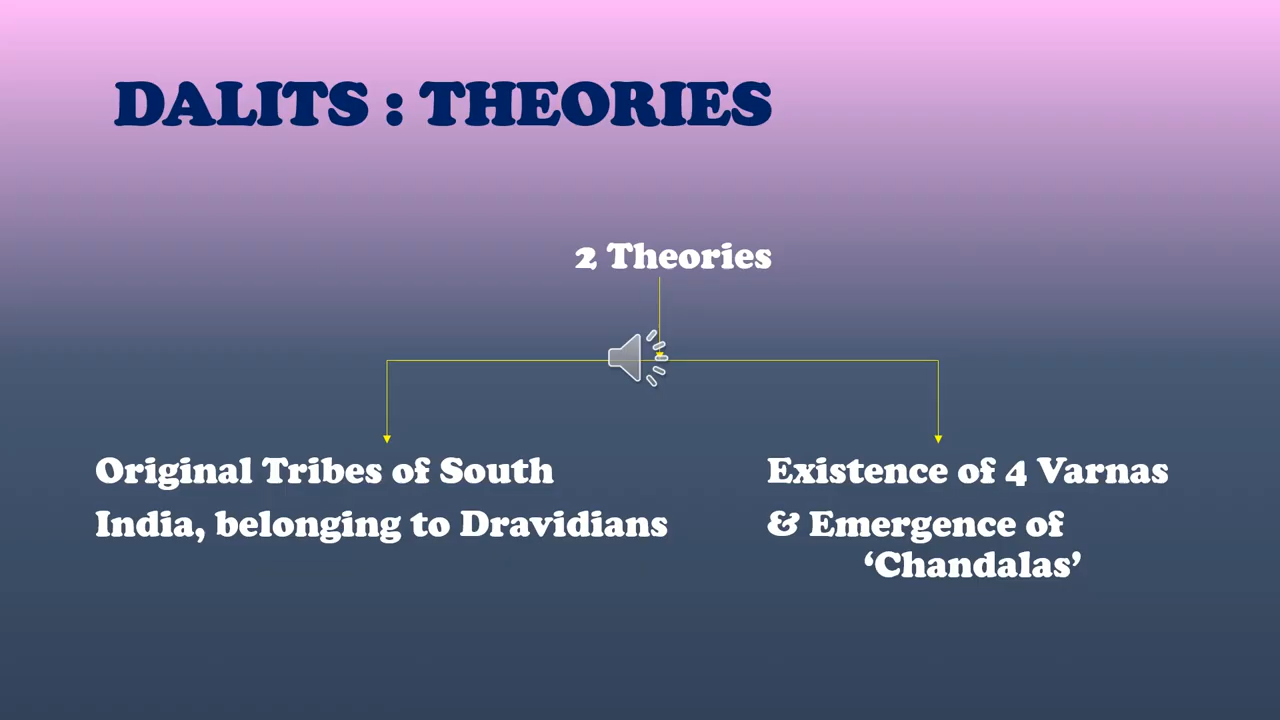 DALITS : THEORIES
2 Theories
Original Tribes of South
India, belonging to Dravidians
Existence of 4 Varnas
& Emergence of
‘Chandalas’